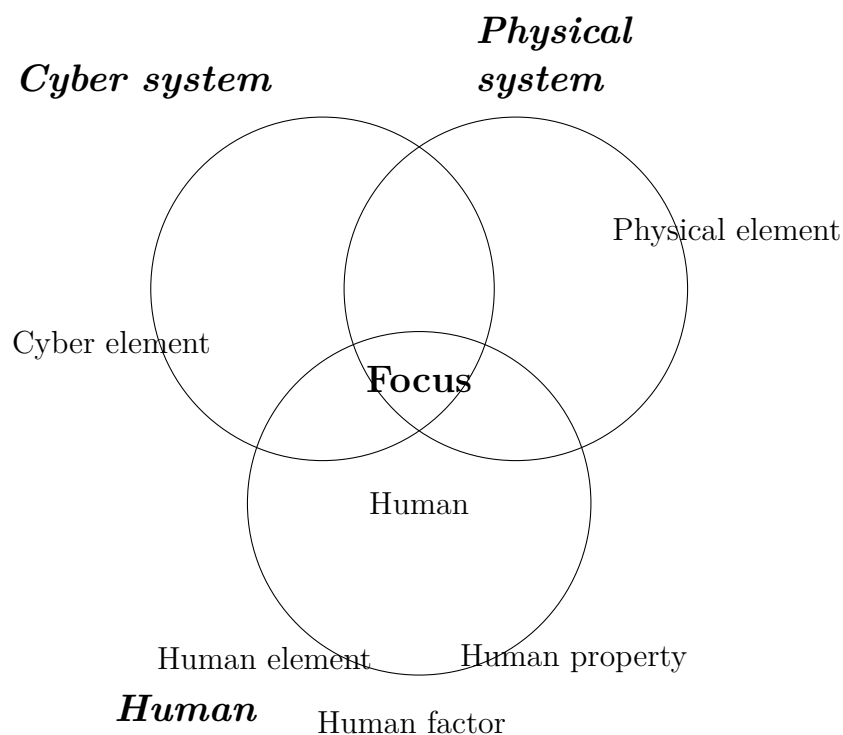 Physical
system
Cyber system
Physical element
Cyber element
Focus
Human
Human element
Human property
Human
Human factor